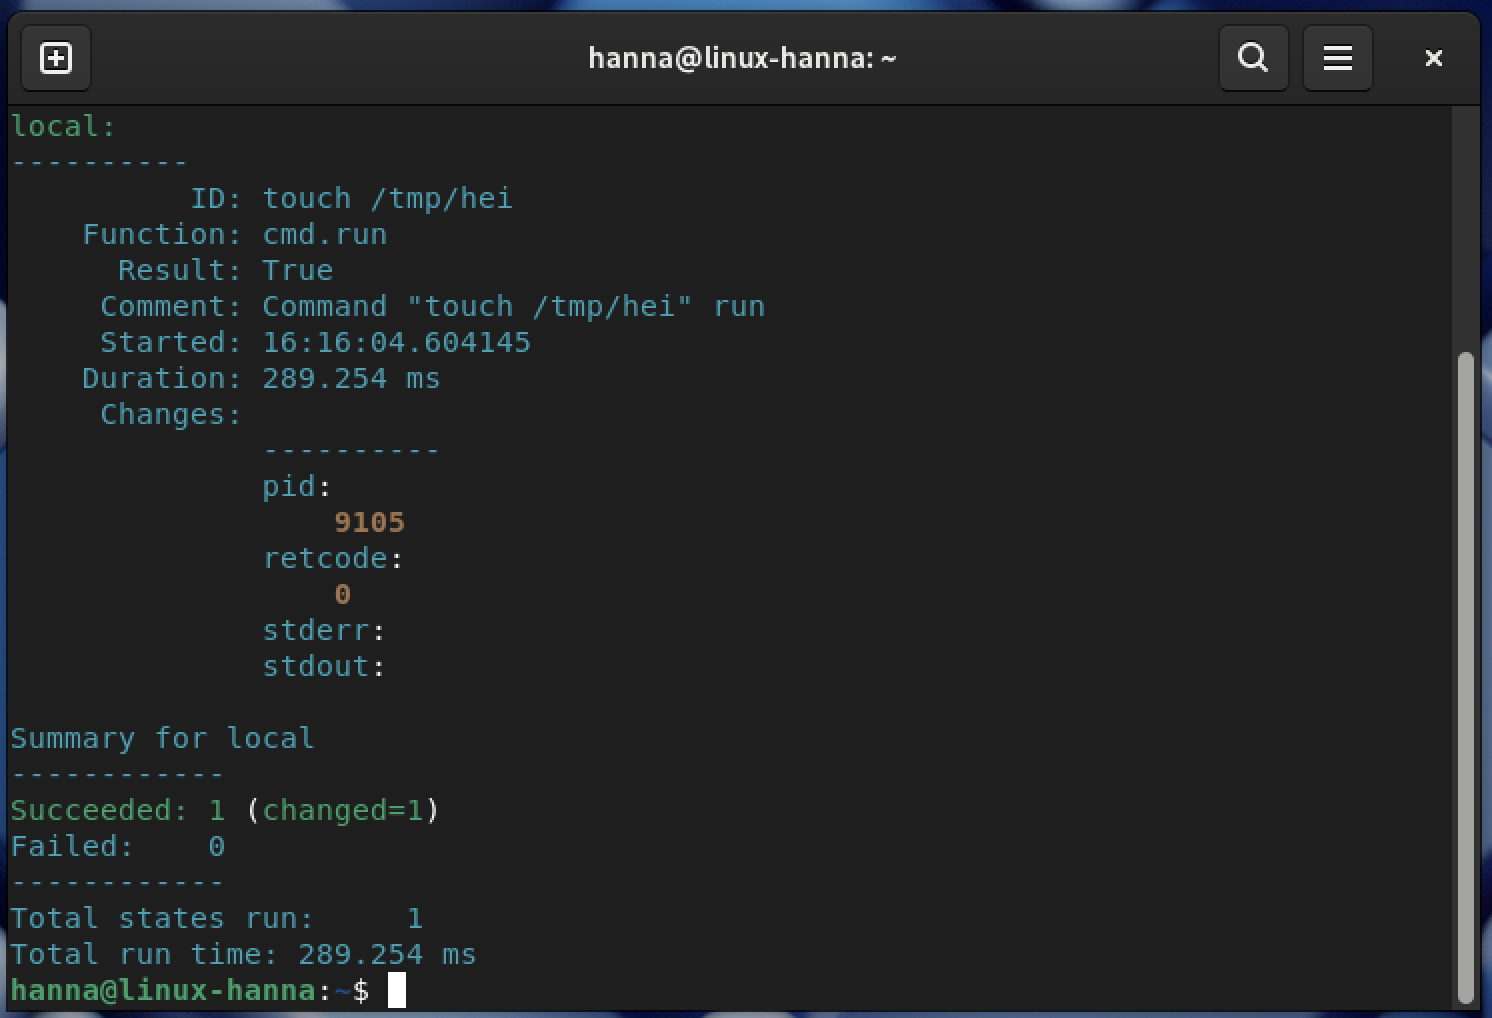 hanna@linux-hanna: ~
local:
----------
          ID: touch /tmp/hei
    Function: cmd.run
      Result: True
     Comment: Command "touch /tmp/hei" run
     Started: 16:16:04.604145
    Duration: 289.254 ms
     Changes:
              ----------
              pid:
                  9105
              retcode:
                  0
              stderr:
              stdout:

Summary for local
------------
Succeeded: 1 (changed=1)
Failed:    0
------------
Total states run:     1
Total run time: 289.254 ms
hanna@linux-hanna:~$